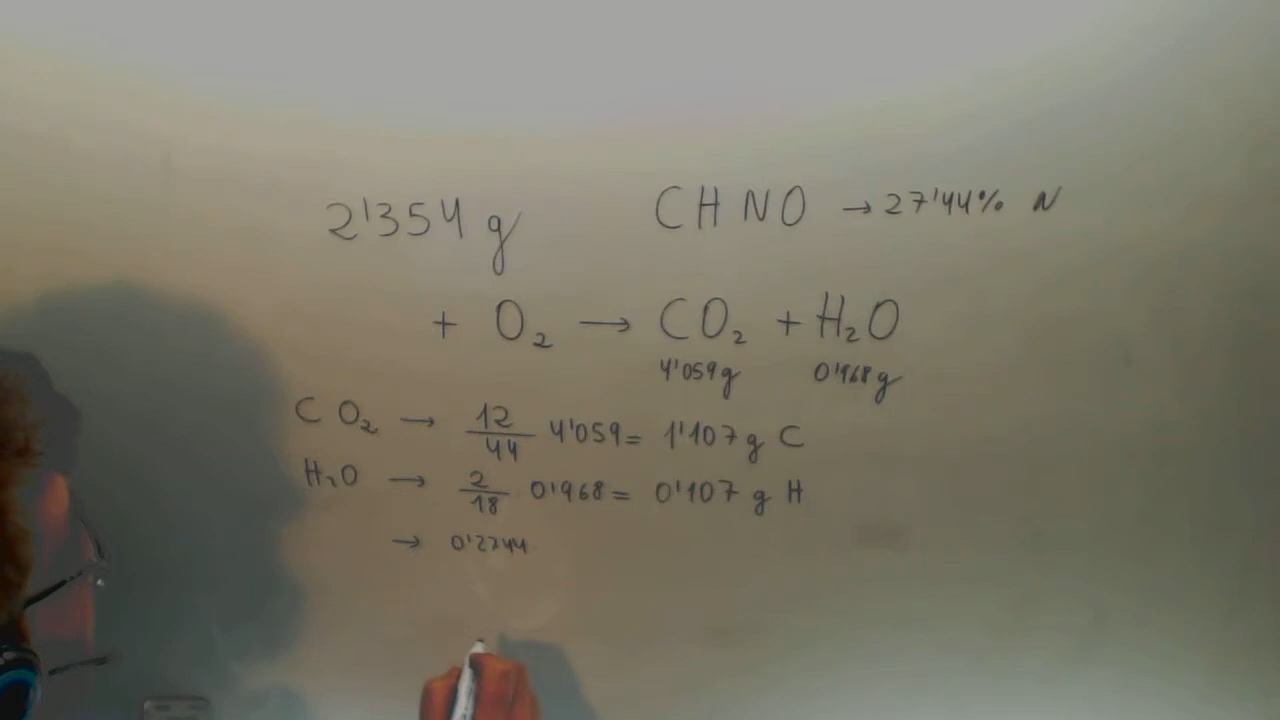 2'354 g CHNO → 27'44% N
+ O₂ → CO₂ + H₂O
4'059g 0'968g
CO₂ → 12/44 4'059 = 1'107 g C
H₂O → 2/18 0'968 = 0'107 g H
→ 0'2744